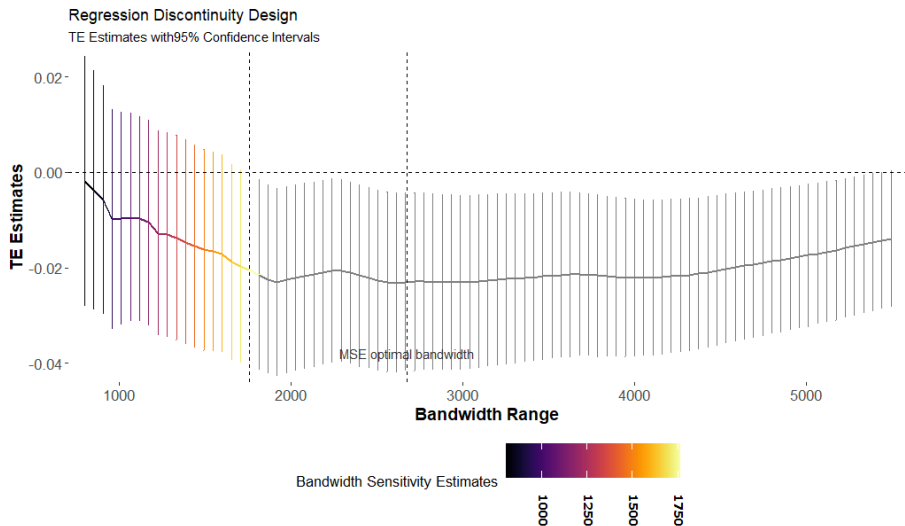 Regression Discontinuity Design
TE Estimates with95% Confidence Intervals
TE Estimates
0.02
0.00
-0.02
-0.04
MSE optimal bandwidth
1000 2000 3000 4000 5000
Bandwidth Range
Bandwidth Sensitivity Estimates
1000 1250 1500 1750